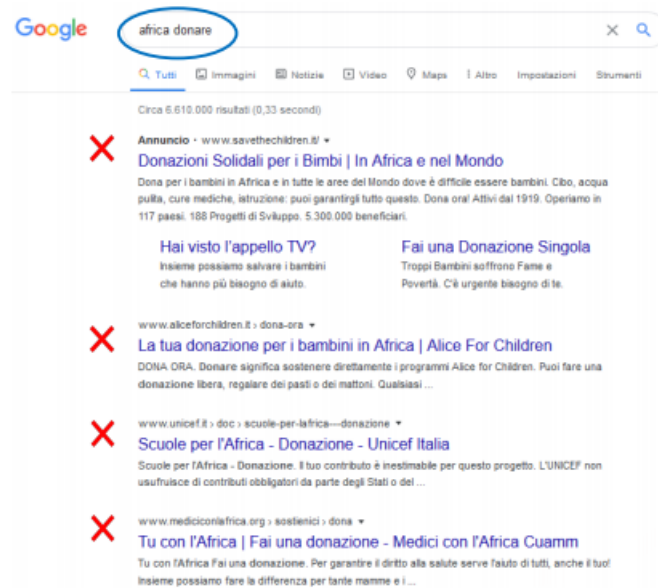 Google
africa donare
Tutti Immagini Notizie Video Maps Altro Impostazioni Strumenti
Circa 6.610.000 risultati (0,33 secondi)
Annuncio · www.savethechildren.it/
Donazioni Solidali per i Bimbi | In Africa e nel Mondo
Dona per i bambini in Africa e in tutte le aree del Mondo dove è difficile essere bambini. Cibo, acqua
pulita, cure mediche, istruzione: puoi garantirgli tutto questo. Dona ora! Attivi dal 1919. Operiamo in
117 paesi. 188 Progetti di Sviluppo. 5.300.000 beneficiari.
Hai visto l'appello TV?
Insieme possiamo salvare i bambini
che hanno più bisogno di aiuto.
Fai una Donazione Singola
Troppi Bambini soffrono Fame e
Povertà. C'è urgente bisogno di te.
www.aliceforchildren.it › dona-ora
La tua donazione per i bambini in Africa | Alice For Children
DONA ORA. Donare significa sostenere direttamente i programmi Alice for Children. Puoi fare una
donazione libera, regalare dei pasti o dei mattoni. Qualsiasi ...
www.unicef.it › doc › scuole-per-lafrica---donazione
Scuole per l'Africa - Donazione - Unicef Italia
Scuole per l'Africa - Donazione. Il tuo contributo è inestimabile per questo progetto. L'UNICEF non
usufruisce di contributi obbligatori da parte degli Stati o del ...
www.mediciconlafrica.org › sostienici › dona
Tu con l'Africa | Fai una donazione - Medici con l'Africa Cuamm
Tu con l'Africa Fai una donazione. Per garantire il diritto alla salute serve l'aiuto di tutti, anche il tuo!
Insieme possiamo fare la differenza per tante mamme e i ...